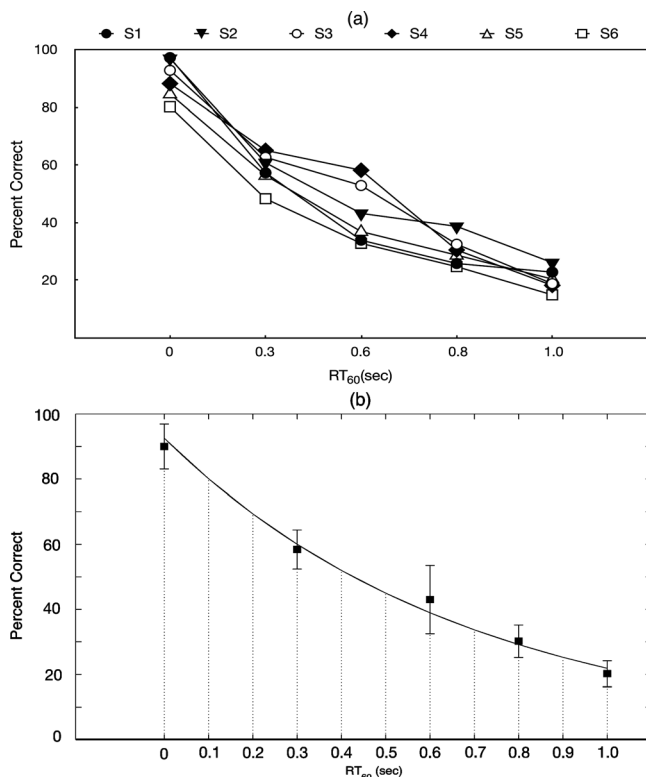 (a)
S1 S2 S3 S4 S5 S6
100
80
60
40
20
Percent Correct
0 0.3 0.6 0.8 1.0
RT60(sec)
(b)
100
80
60
40
20
0
Percent Correct
0 0.1 0.2 0.3 0.4 0.5 0.6 0.7 0.8 0.9 1.0
RT60 (sec)